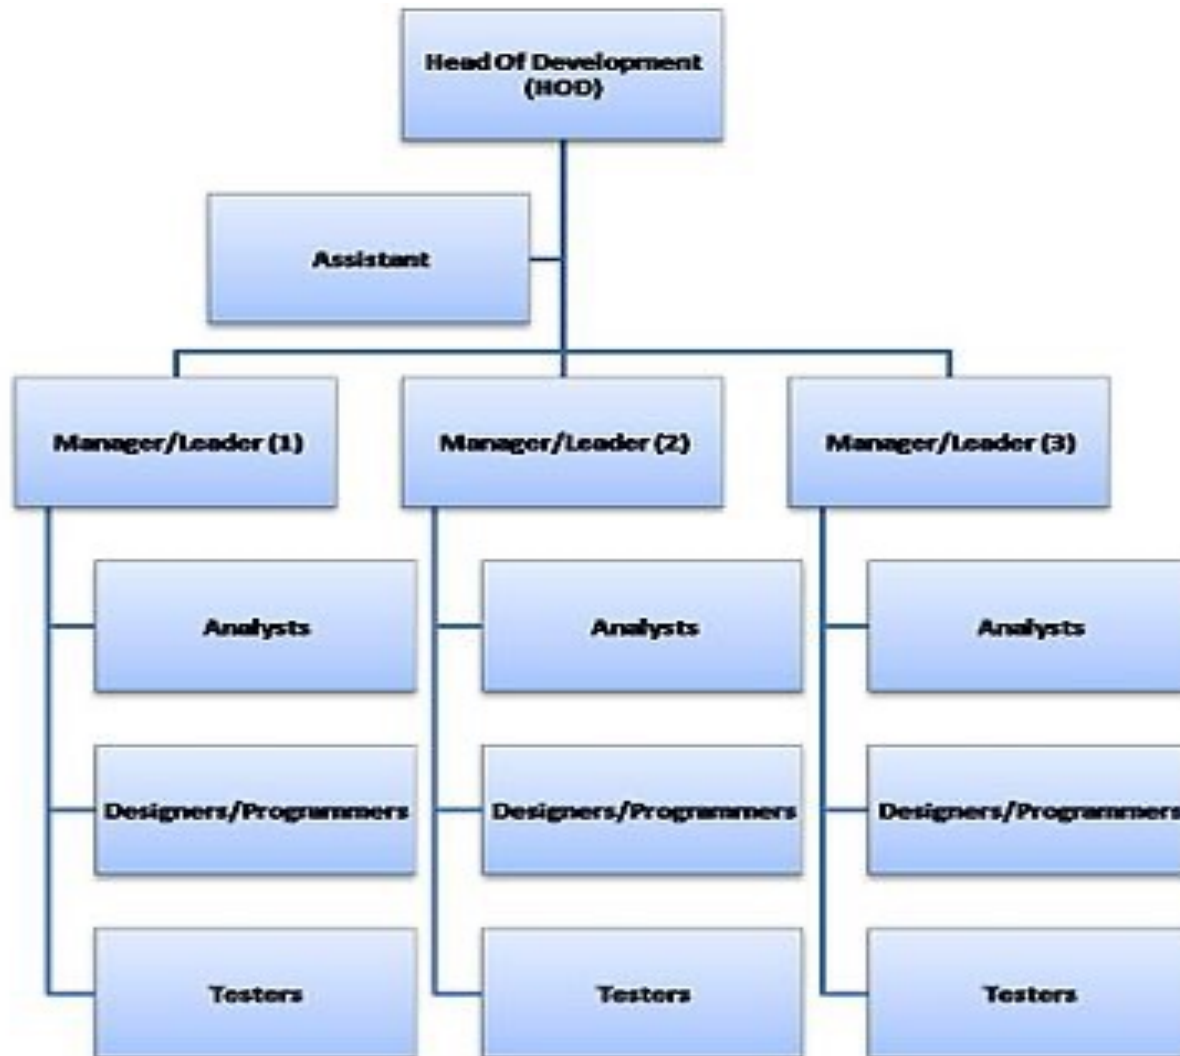 Head Of Development
(HOD)
Assistant
Manager/Leader (1)
Manager/Leader (2)
Manager/Leader (3)
Analysts
Analysts
Analysts
Designers/Programmers
Designers/Programmers
Designers/Programmers
Testers
Testers
Testers